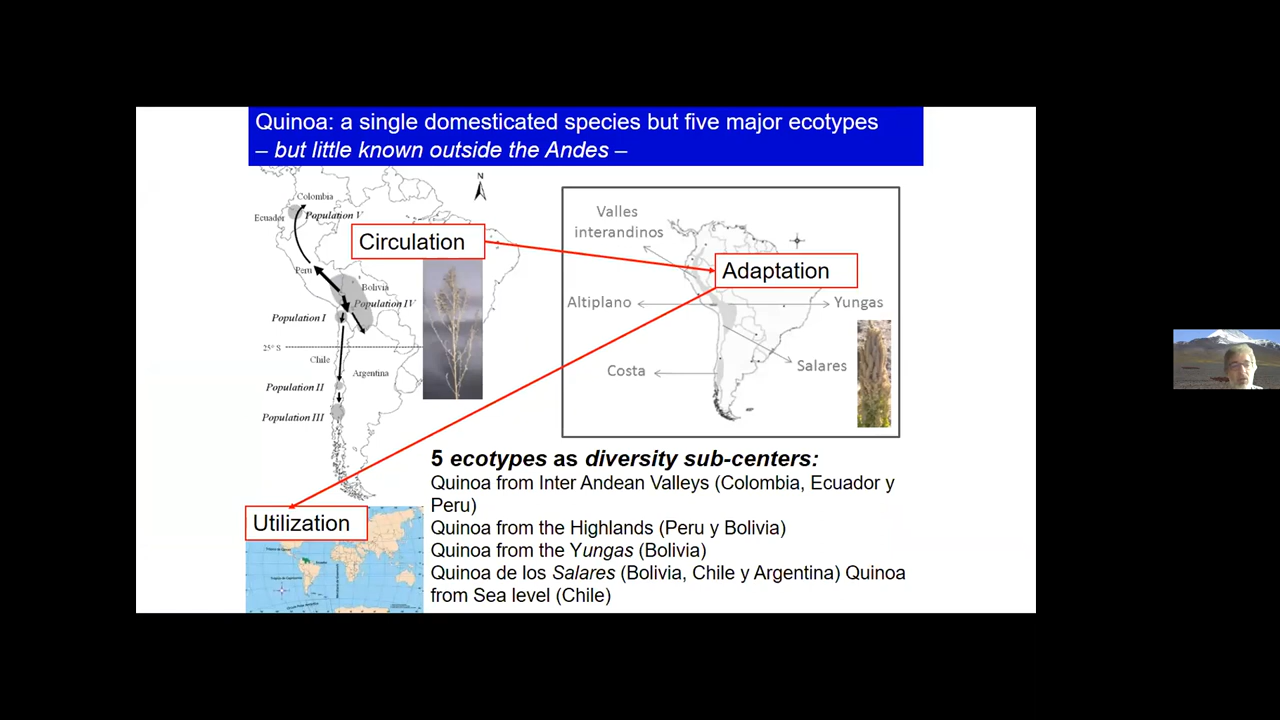 Quinoa: a single domesticated species but five major ecotypes
– but little known outside the Andes –
N
Colombia
Ecuador
Population V
Circulation
Peru
Bolivia
Population IV
Population I
25° S
Chile
Argentina
Population II
Population III
Valles
interandinos
Adaptation
Altiplano
Yungas
Salares
Costa
Utilization
5 ecotypes as diversity sub-centers:
Quinoa from Inter Andean Valleys (Colombia, Ecuador y
Peru)
Quinoa from the Highlands (Peru y Bolivia)
Quinoa from the Yungas (Bolivia)
Quinoa de los Salares (Bolivia, Chile y Argentina) Quinoa
from Sea level (Chile)